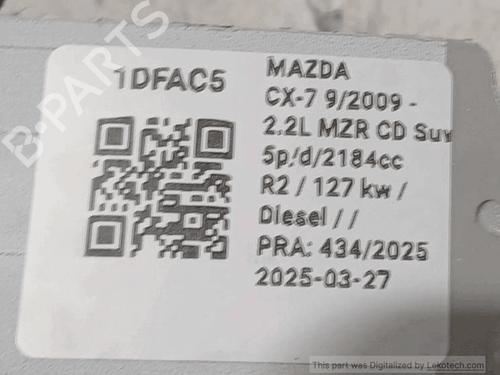 B-PARTS
1DFAC5
MAZDA
CX-7 9/2009 -
2.2L MZR CD Suv
5p/d/2184cc
R2 / 127 kw /
Diesel / /
PRA: 434/2025
2025-03-27
This part was Digitalized by Lekotech.com